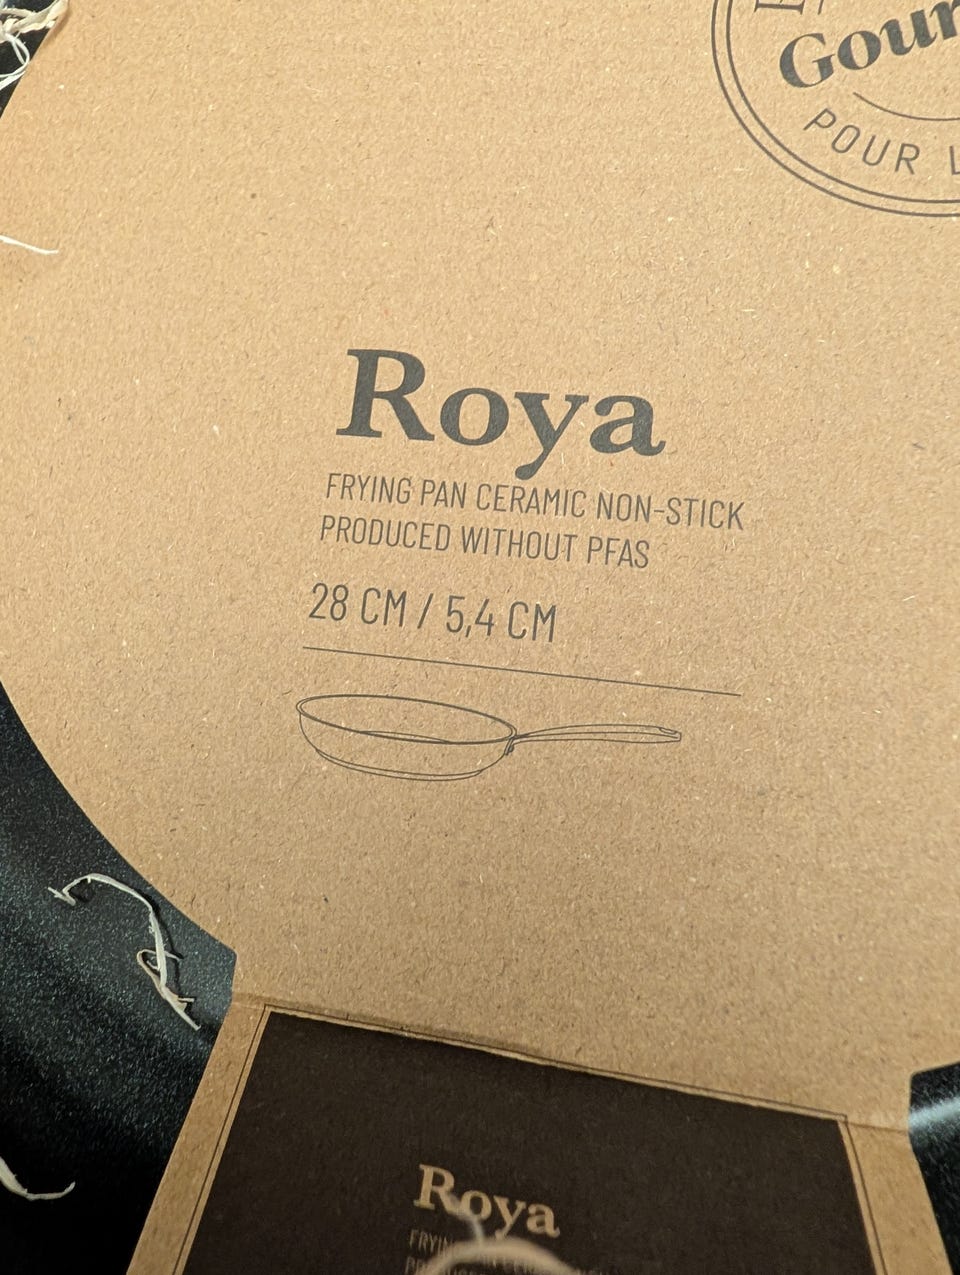 Gour
POUR L
Roya
FRYING PAN CERAMIC NON-STICK
PRODUCED WITHOUT PFAS
28 CM / 5,4 CM
Roya